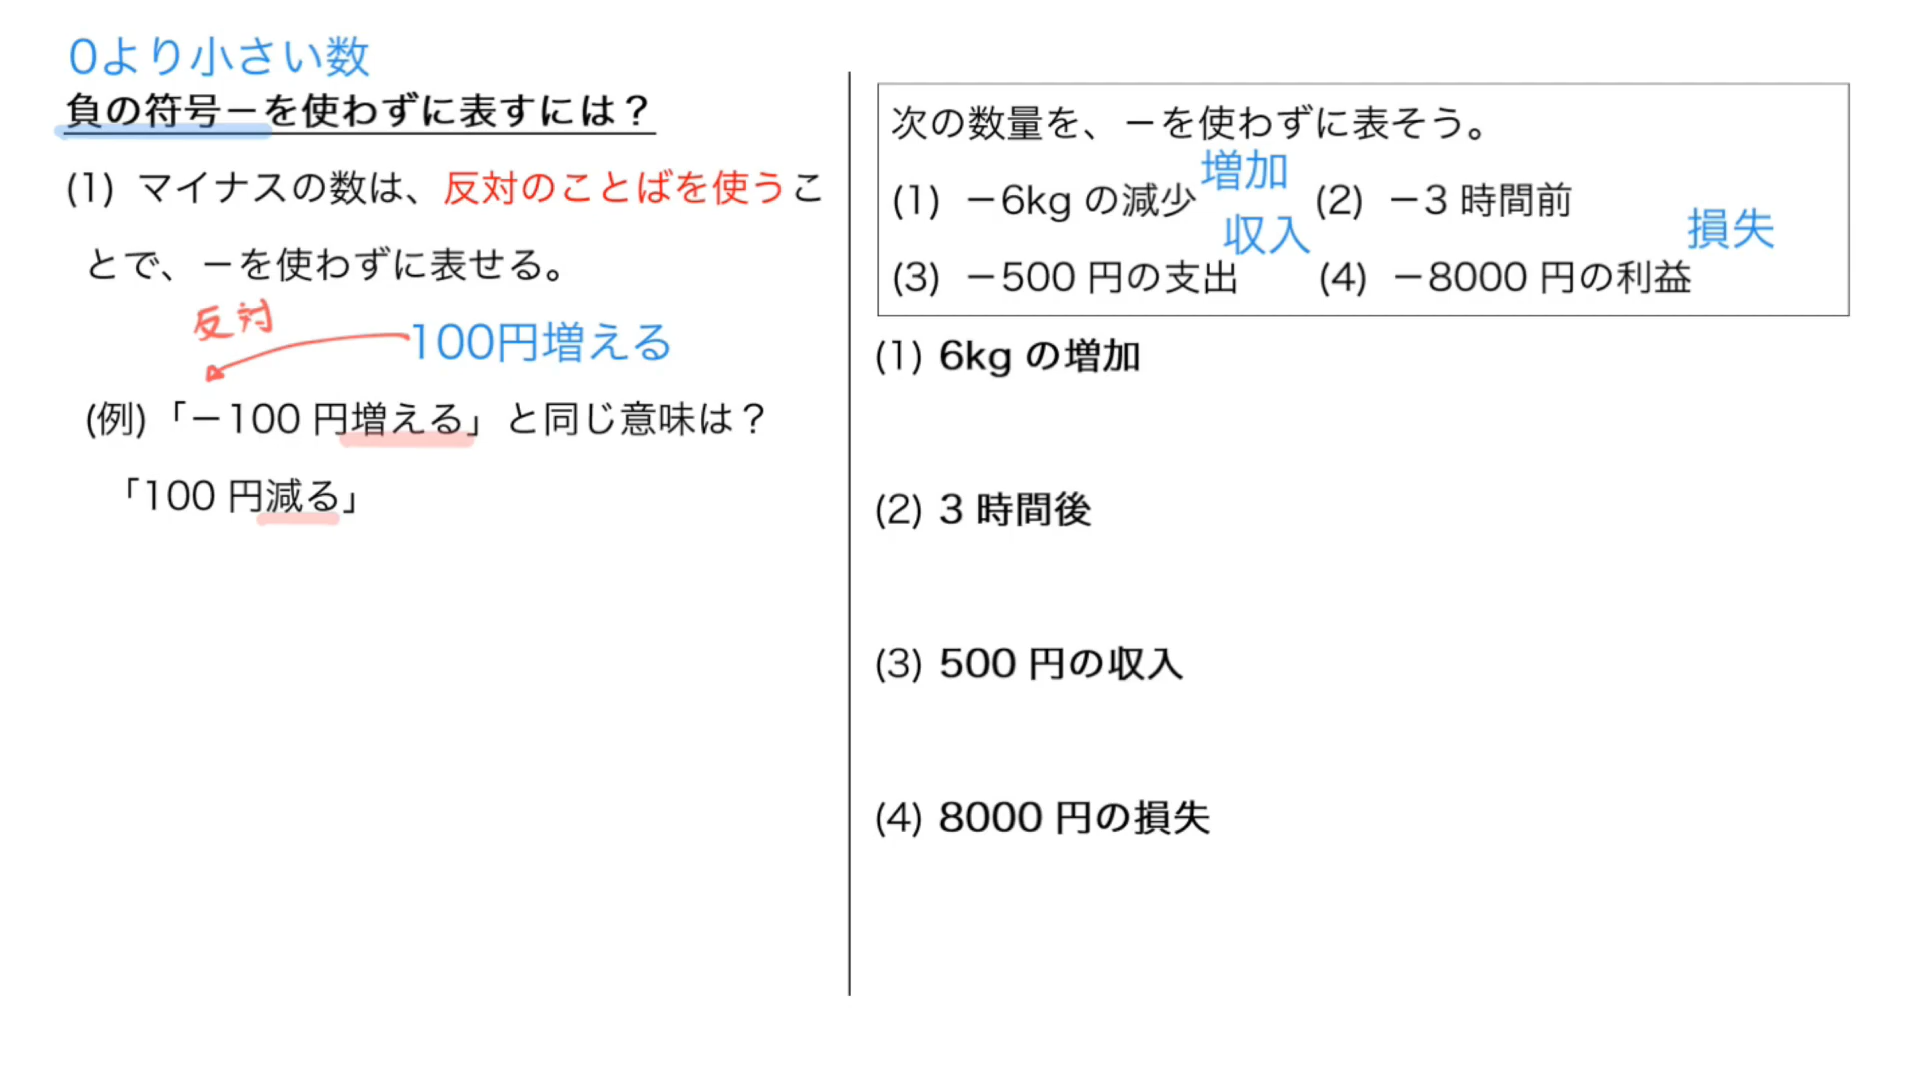 0より小さい数
負の符号－を使わずに表すには？
(1) マイナスの数は、反対のことばを使うこ
とで、－を使わずに表せる。
反対
100円増える
(例)「－100 円増える」と同じ意味は？
「100 円減る」
次の数量を、－を使わずに表そう。
増加
(1) －6kg の減少 (2) －3 時間前
収入 損失
(3) －500 円の支出 (4) －8000 円の利益
(1) 6kg の増加
(2) 3 時間後
(3) 500 円の収入
(4) 8000 円の損失